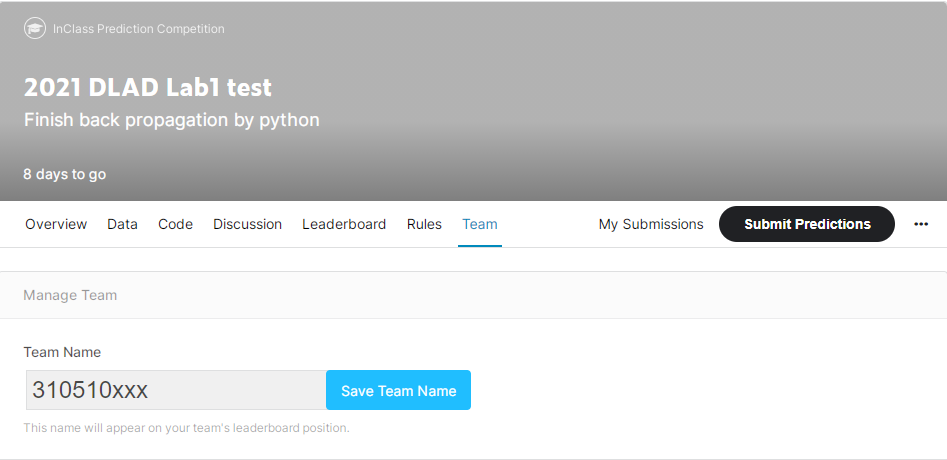 InClass Prediction Competition
2021 DLAD Lab1 test
Finish back propagation by python
8 days to go
Overview Data Code Discussion Leaderboard Rules Team My Submissions Submit Predictions •••
Manage Team
Team Name
310510xxx Save Team Name
This name will appear on your team's leaderboard position.